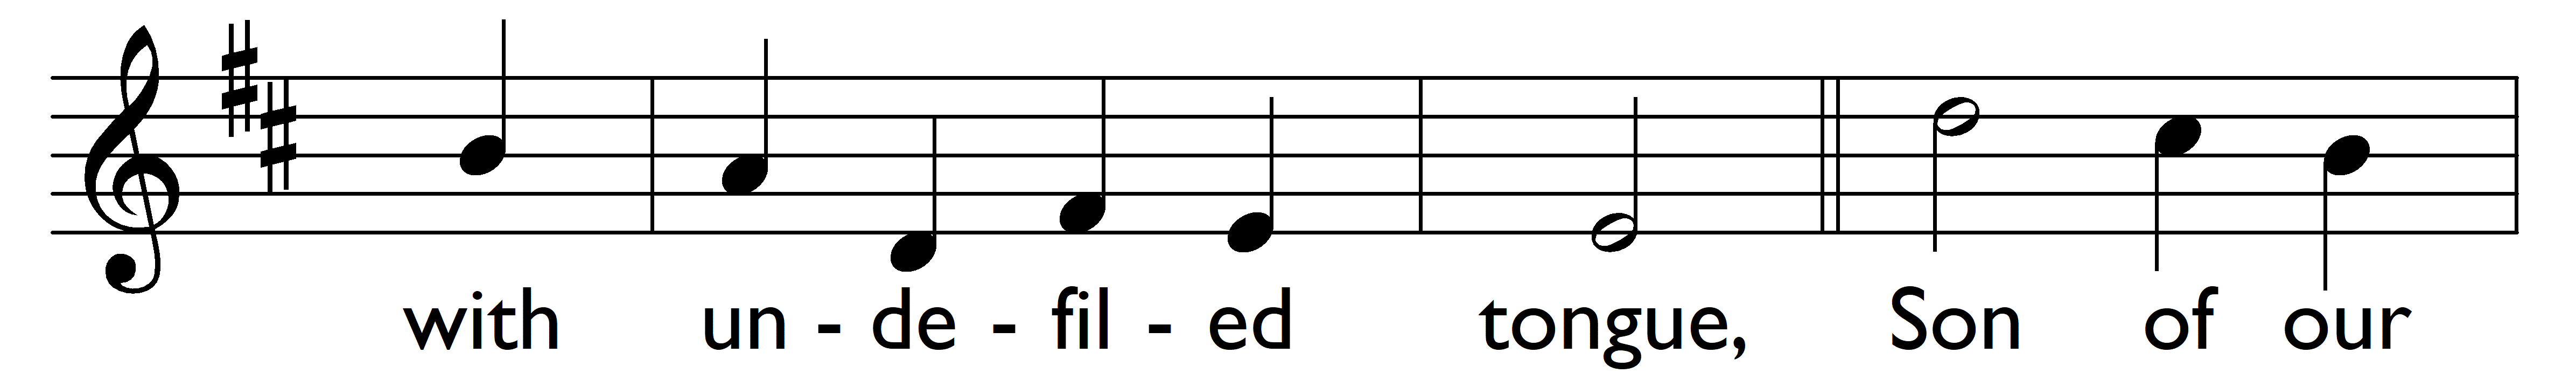 with un - de - fil - ed tongue, Son of our